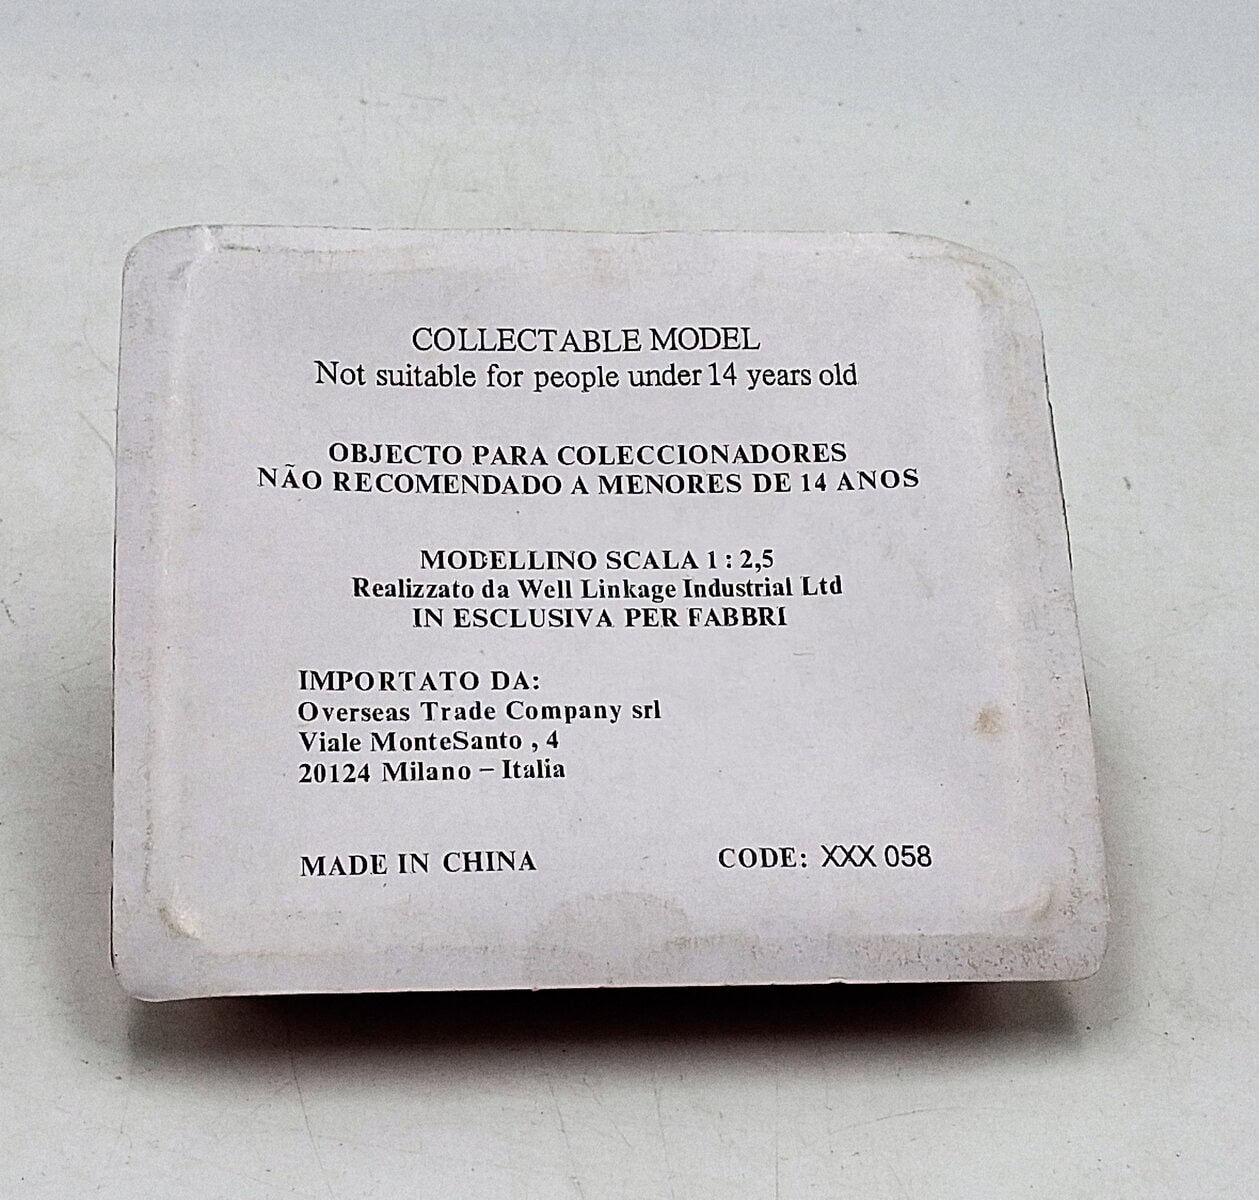 COLLECTABLE MODEL
Not suitable for people under 14 years old
OBJECTO PARA COLECCIONADORES
NÃO RECOMENDADO A MENORES DE 14 ANOS
MODELLINO SCALA 1 : 2,5
Realizzato da Well Linkage Industrial Ltd
IN ESCLUSIVA PER FABBRI
IMPORTATO DA:
Overseas Trade Company srl
Viale MonteSanto , 4
20124 Milano – Italia
MADE IN CHINA
CODE: XXX 058